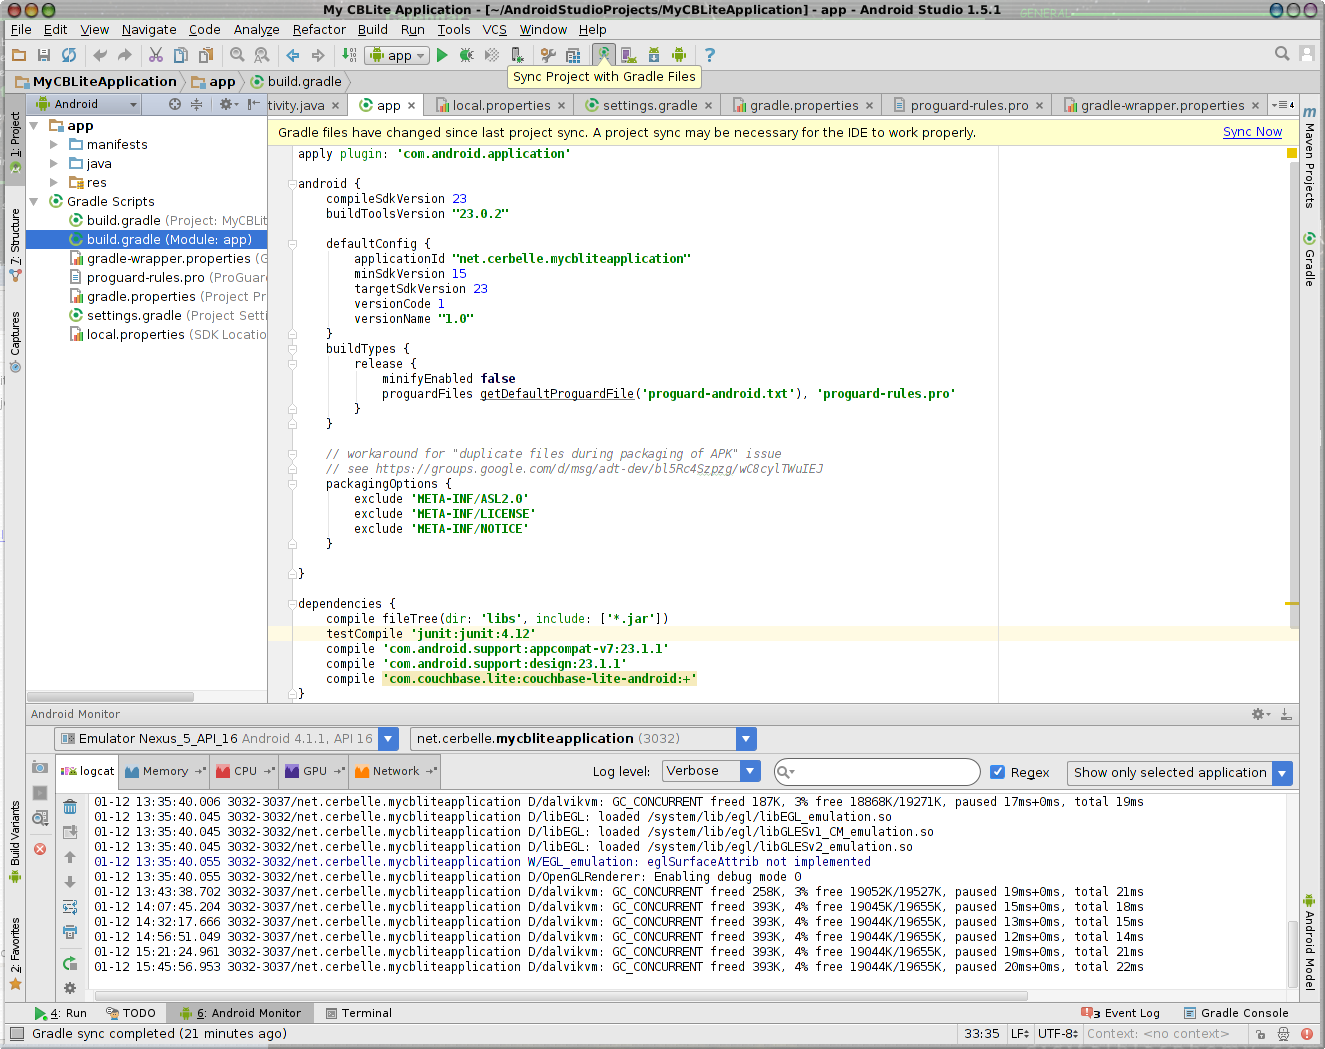 My CBLite Application - [~/AndroidStudioProjects/MyCBLiteApplication] - app - Android Studio 1.5.1
File Edit View Navigate Code Analyze Refactor Build Run Tools VCS Window Help
app
Sync Project with Gradle Files
MyCBLiteApplication app build.gradle
Android
tivity.java app local.properties settings.gradle gradle.properties proguard-rules.pro gradle-wrapper.properties 4
Gradle files have changed since last project sync. A project sync may be necessary for the IDE to work properly. Sync Now
1: Project
7: Structure
Captures
Build Variants
2: Favorites
app
manifests
java
res
Gradle Scripts
build.gradle (Project: MyCBLit
build.gradle (Module: app)
gradle-wrapper.properties (G
proguard-rules.pro (ProGuar
gradle.properties (Project Pr
settings.gradle (Project Setti
local.properties (SDK Locatio
apply plugin: 'com.android.application'
android {
compileSdkVersion 23
buildToolsVersion "23.0.2"
defaultConfig {
applicationId "net.cerbelle.mycbliteapplication"
minSdkVersion 15
targetSdkVersion 23
versionCode 1
versionName "1.0"
}
buildTypes {
release {
minifyEnabled false
proguardFiles getDefaultProguardFile('proguard-android.txt'), 'proguard-rules.pro'
}
}
// workaround for "duplicate files during packaging of APK" issue
// see https://groups.google.com/d/msg/adt-dev/bl5Rc4Szpzg/wC8cylTWuIEJ
packagingOptions {
exclude 'META-INF/ASL2.0'
exclude 'META-INF/LICENSE'
exclude 'META-INF/NOTICE'
}
}
dependencies {
compile fileTree(dir: 'libs', include: ['*.jar'])
testCompile 'junit:junit:4.12'
compile 'com.android.support:appcompat-v7:23.1.1'
compile 'com.android.support:design:23.1.1'
compile 'com.couchbase.lite:couchbase-lite-android:+'
}
Maven Projects
Gradle
Android Model
Android Monitor
Emulator Nexus_5_API_16 Android 4.1.1, API 16 net.cerbelle.mycbliteapplication (3032)
logcat Memory CPU GPU Network Log level: Verbose Regex Show only selected application
01-12 13:35:40.006 3032-3037/net.cerbelle.mycbliteapplication D/dalvikvm: GC_CONCURRENT freed 187K, 3% free 18868K/19271K, paused 17ms+0ms, total 19ms
01-12 13:35:40.045 3032-3032/net.cerbelle.mycbliteapplication D/libEGL: loaded /system/lib/egl/libEGL_emulation.so
01-12 13:35:40.045 3032-3032/net.cerbelle.mycbliteapplication D/libEGL: loaded /system/lib/egl/libGLESv1_CM_emulation.so
01-12 13:35:40.045 3032-3032/net.cerbelle.mycbliteapplication D/libEGL: loaded /system/lib/egl/libGLESv2_emulation.so
01-12 13:35:40.055 3032-3032/net.cerbelle.mycbliteapplication W/EGL_emulation: eglSurfaceAttrib not implemented
01-12 13:35:40.055 3032-3032/net.cerbelle.mycbliteapplication D/OpenGLRenderer: Enabling debug mode 0
01-12 13:43:38.702 3032-3037/net.cerbelle.mycbliteapplication D/dalvikvm: GC_CONCURRENT freed 258K, 3% free 19052K/19527K, paused 19ms+0ms, total 21ms
01-12 14:07:45.204 3032-3037/net.cerbelle.mycbliteapplication D/dalvikvm: GC_CONCURRENT freed 393K, 4% free 19045K/19655K, paused 15ms+0ms, total 18ms
01-12 14:32:17.666 3032-3037/net.cerbelle.mycbliteapplication D/dalvikvm: GC_CONCURRENT freed 393K, 4% free 19044K/19655K, paused 13ms+0ms, total 15ms
01-12 14:56:51.049 3032-3037/net.cerbelle.mycbliteapplication D/dalvikvm: GC_CONCURRENT freed 393K, 4% free 19044K/19655K, paused 12ms+0ms, total 14ms
01-12 15:21:24.961 3032-3037/net.cerbelle.mycbliteapplication D/dalvikvm: GC_CONCURRENT freed 393K, 4% free 19044K/19655K, paused 19ms+0ms, total 21ms
01-12 15:45:56.953 3032-3037/net.cerbelle.mycbliteapplication D/dalvikvm: GC_CONCURRENT freed 393K, 4% free 19044K/19655K, paused 20ms+0ms, total 22ms
4: Run TODO 6: Android Monitor Terminal 3 Event Log Gradle Console
Gradle sync completed (21 minutes ago) 33:35 LF UTF-8 Context: <no context>